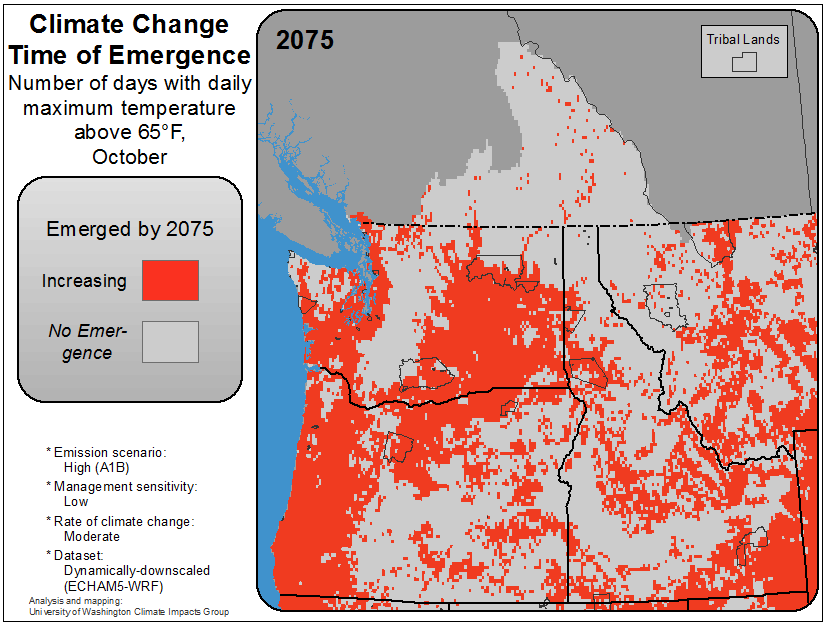 Climate Change
Time of Emergence
Number of days with daily
maximum temperature
above 65°F,
October
2075
Tribal Lands
Emerged by 2075
Increasing
No Emer-
gence
* Emission scenario:
High (A1B)
* Management sensitivity:
Low
* Rate of climate change:
Moderate
* Dataset:
Dynamically-downscaled
(ECHAM5-WRF)
Analysis and mapping:
University of Washington Climate Impacts Group